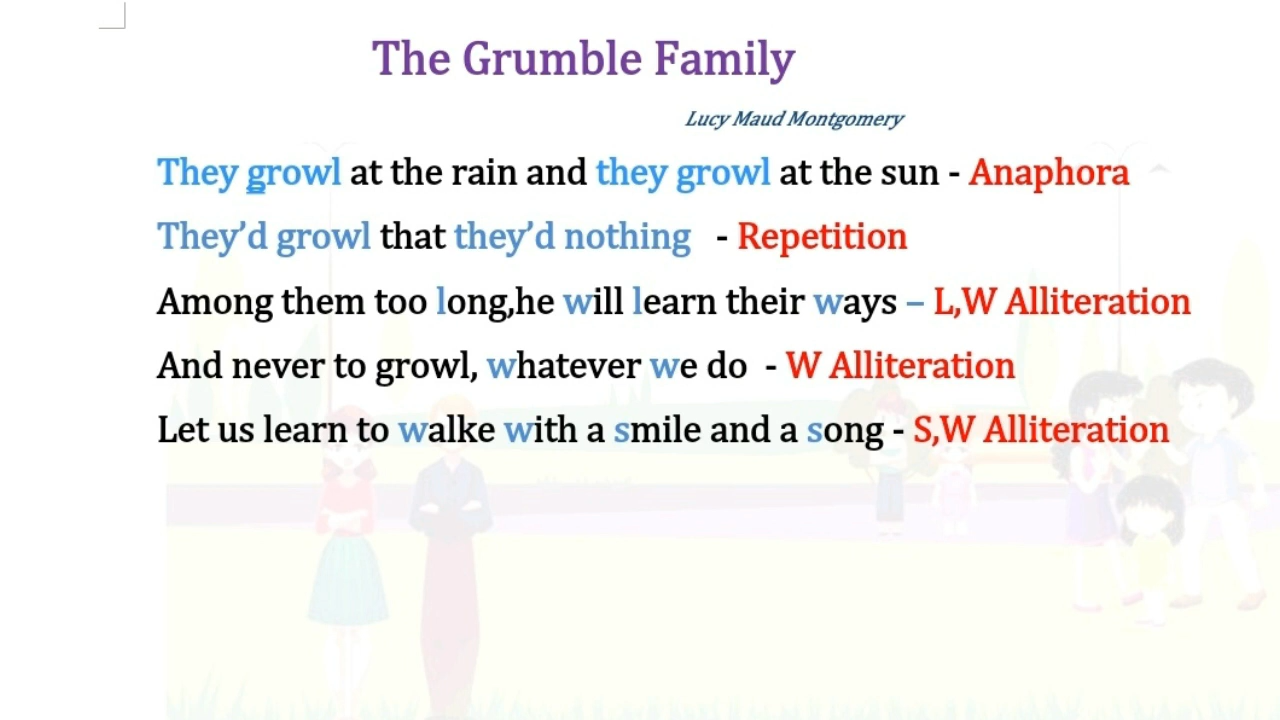 The Grumble Family
Lucy Maud Montgomery
They growl at the rain and they growl at the sun - Anaphora
They’d growl that they’d nothing - Repetition
Among them too long,he will learn their ways – L,W Alliteration
And never to growl, whatever we do - W Alliteration
Let us learn to walke with a smile and a song - S,W Alliteration